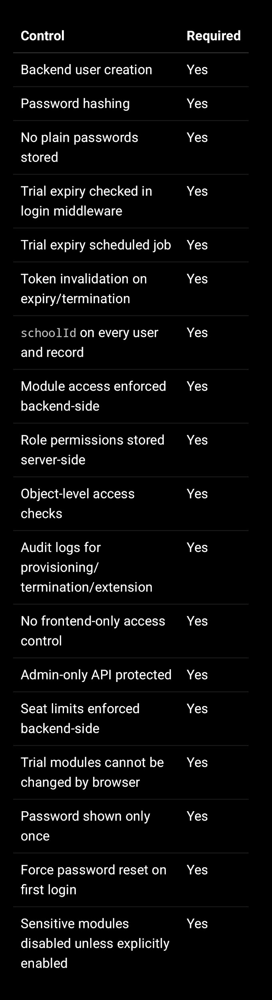 Control Required
Backend user creation Yes
Password hashing Yes
No plain passwords Yes
stored
Trial expiry checked in Yes
login middleware
Trial expiry scheduled job Yes
Token invalidation on Yes
expiry/termination
schoolId on every user Yes
and record
Module access enforced Yes
backend-side
Role permissions stored Yes
server-side
Object-level access Yes
checks
Audit logs for Yes
provisioning/
termination/extension
No frontend-only access Yes
control
Admin-only API protected Yes
Seat limits enforced Yes
backend-side
Trial modules cannot be Yes
changed by browser
Password shown only Yes
once
Force password reset on Yes
first login
Sensitive modules Yes
disabled unless explicitly
enabled